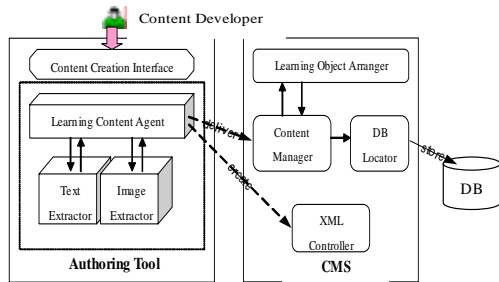 Content Developer
Content Creation Interface
Learning Content Agent
Text
Extractor
Image
Extractor
Authoring Tool
deliver
create
Learning Object Arranger
Content
Manager
DB
Locator
XML
Controller
CMS
store
DB